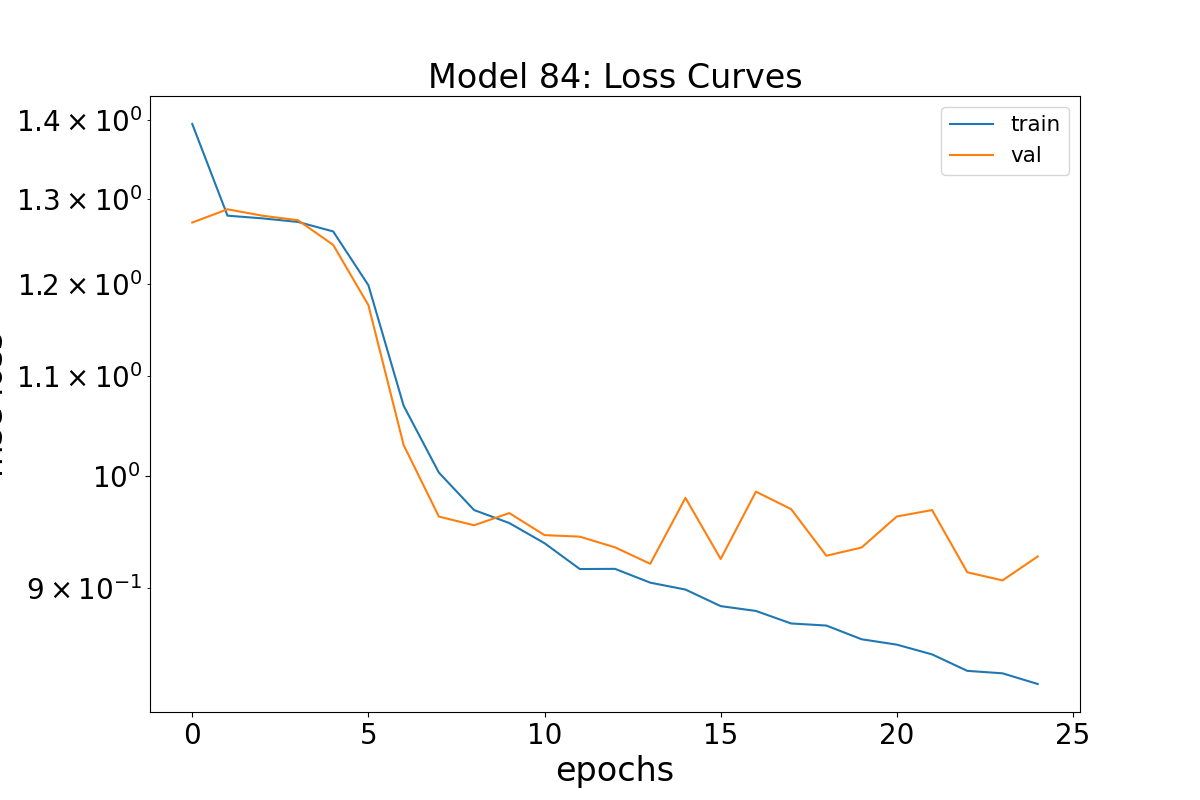 Model 84: Loss Curves
train
val
1.4 × 10⁰
1.3 × 10⁰
1.2 × 10⁰
1.1 × 10⁰
10⁰
9 × 10⁻¹
0 5 10 15 20 25
epochs